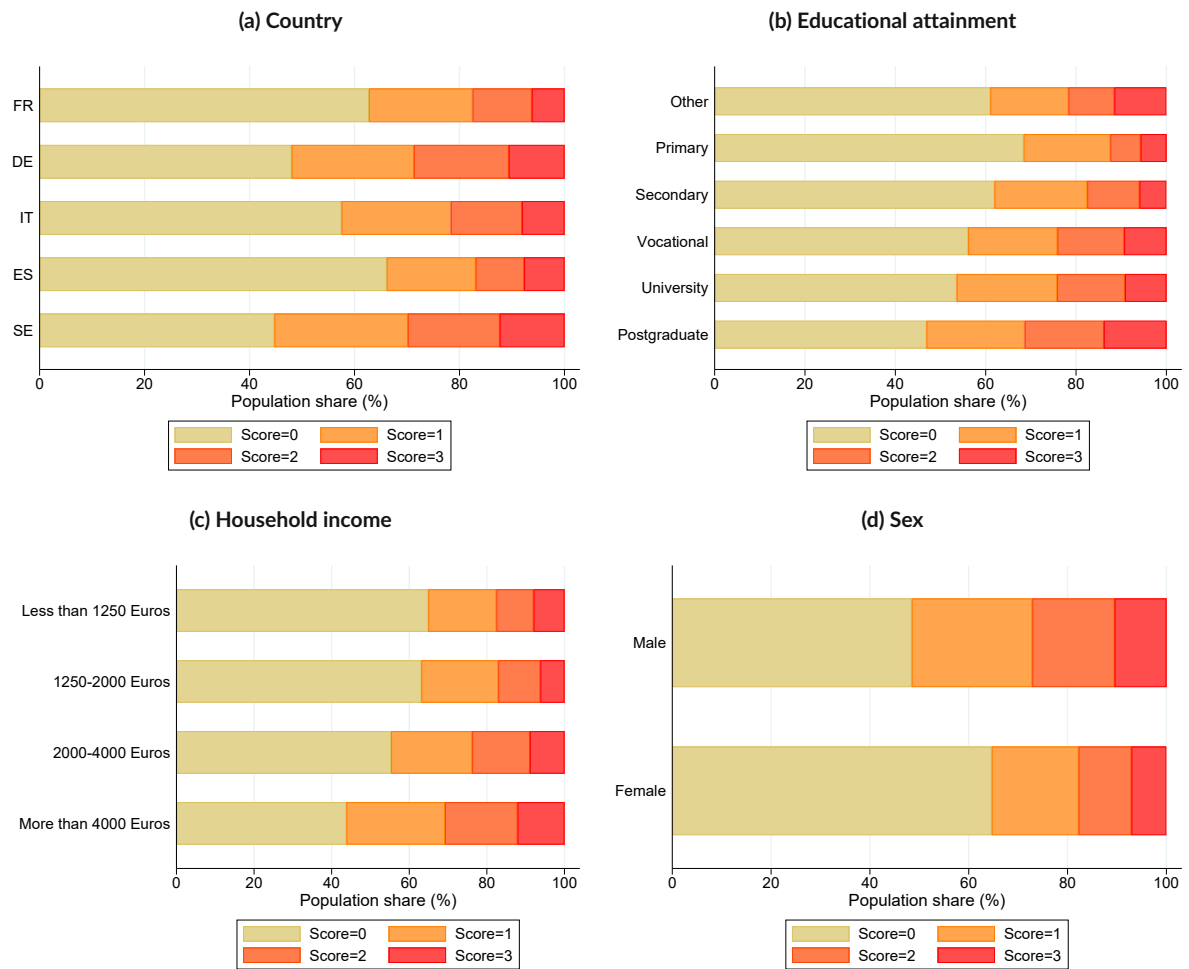 (a) Country
FR
DE
IT
ES
SE
0 20 40 60 80 100
Population share (%)
Score=0 Score=1
Score=2 Score=3
(b) Educational attainment
Other
Primary
Secondary
Vocational
University
Postgraduate
0 20 40 60 80 100
Population share (%)
Score=0 Score=1
Score=2 Score=3
(c) Household income
Less than 1250 Euros
1250-2000 Euros
2000-4000 Euros
More than 4000 Euros
0 20 40 60 80 100
Population share (%)
Score=0 Score=1
Score=2 Score=3
(d) Sex
Male
Female
0 20 40 60 80 100
Population share (%)
Score=0 Score=1
Score=2 Score=3